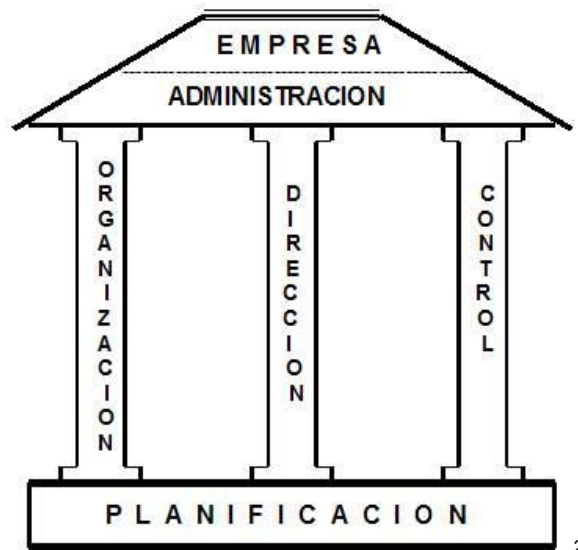 EMPRESA
ADMINISTRACION
ORGANIZACION
DIRECCION
CONTROL
PLANIFICACION